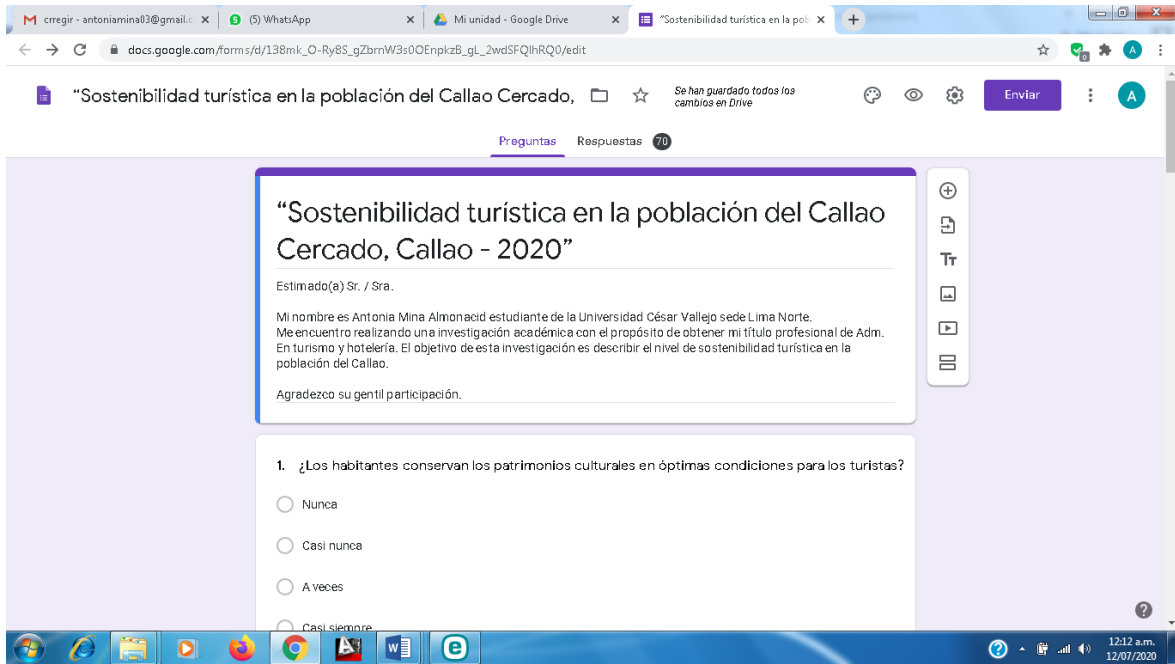 crregir - antoniamina03@gmail.c
(5) WhatsApp
Mi unidad - Google Drive
"Sostenibilidad turística en la pob
docs.google.com/forms/d/138mk_O-Ry8S_gZbrnW3s0OEnpkzB_gL_2wdSFQlhRQ0/edit
A
“Sostenibilidad turística en la población del Callao Cercado,
Se han guardado todos los
cambios en Drive
Enviar
A
Preguntas Respuestas 70
“Sostenibilidad turística en la población del Callao
Cercado, Callao - 2020”
Estimado(a) Sr. / Sra.
Mi nombre es Antonia Mina Almonacid estudiante de la Universidad César Vallejo sede Lima Norte.
Me encuentro realizando una investigación académica con el propósito de obtener mi título profesional de Adm.
En turismo y hotelería. El objetivo de esta investigación es describir el nivel de sostenibilidad turística en la
población del Callao.
Agradezco su gentil participación.
1. ¿Los habitantes conservan los patrimonios culturales en óptimas condiciones para los turistas?
Nunca
Casi nunca
A veces
Casi siempre
12:12 a.m.
12/07/2020